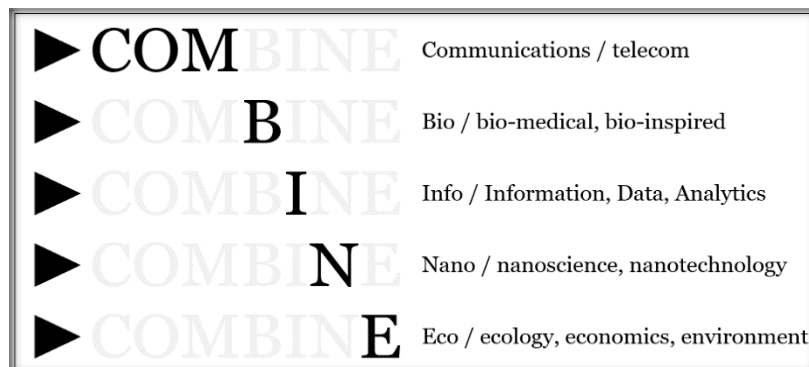 COMBINE Communications / telecom
COMBINE Bio / bio-medical, bio-inspired
COMBINE Info / Information, Data, Analytics
COMBINE Nano / nanoscience, nanotechnology
COMBINE Eco / ecology, economics, environment